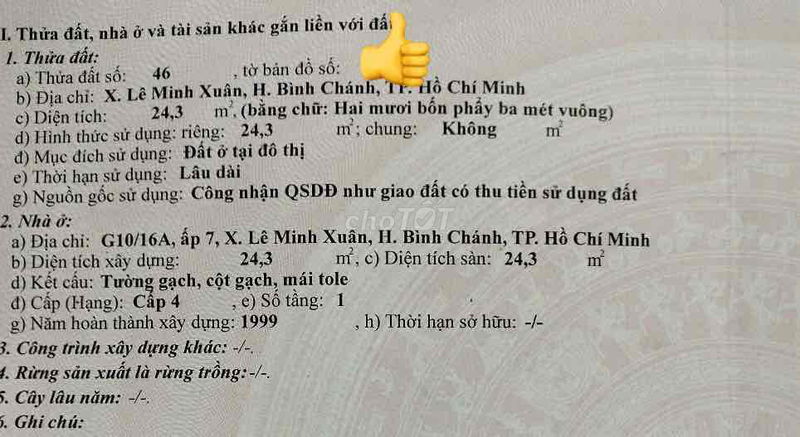 I. Thửa đất, nhà ở và tài sản khác gắn liền với đấ
1. Thửa đất:
a) Thửa đất số: 46 , tờ bản đồ số:
b) Địa chỉ: X. Lê Minh Xuân, H. Bình Chánh, TP. Hồ Chí Minh
c) Diện tích: 24,3 m², (bằng chữ: Hai mươi bốn phẩy ba mét vuông)
d) Hình thức sử dụng: riêng: 24,3 m²; chung: Không m²
đ) Mục đích sử dụng: Đất ở tại đô thị
e) Thời hạn sử dụng: Lâu dài
g) Nguồn gốc sử dụng: Công nhận QSDĐ như giao đất có thu tiền sử dụng đất
choTỐT
2. Nhà ở:
a) Địa chỉ: G10/16A, ấp 7, X. Lê Minh Xuân, H. Bình Chánh, TP. Hồ Chí Minh
b) Diện tích xây dựng: 24,3 m², c) Diện tích sàn: 24,3 m²
d) Kết cấu: Tường gạch, cột gạch, mái tole
đ) Cấp (Hạng): Cấp 4 , e) Số tầng: 1
g) Năm hoàn thành xây dựng: 1999 , h) Thời hạn sở hữu: -/-
3. Công trình xây dựng khác: -/-.
4. Rừng sản xuất là rừng trồng: -/-.
5. Cây lâu năm: -/-.
6. Ghi chú: